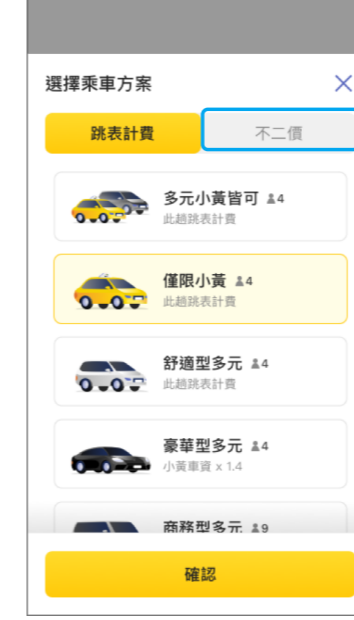 選擇乘車方案
跳表計費
不二價
多元小黃皆可 4
此趟跳表計費
僅限小黃 4
此趟跳表計費
舒適型多元 4
此趟跳表計費
豪華型多元 4
小黃車資 x 1.4
商務型多元 9
確認